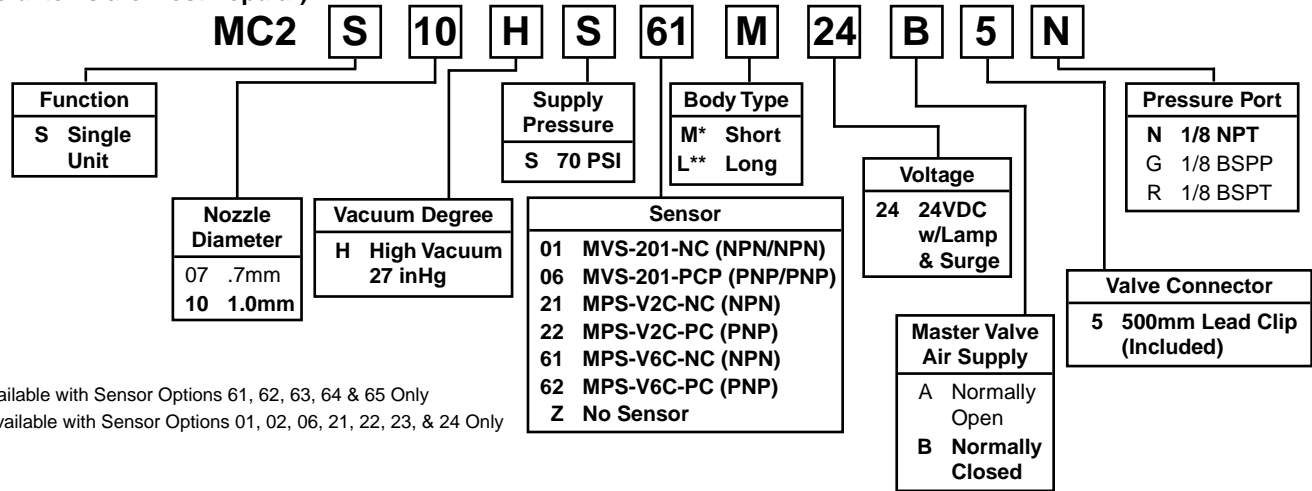 MC2 S 10 H S 61 M 24 B 5 N
Function
S Single
Unit
Nozzle
Diameter
07 .7mm
10 1.0mm
Vacuum Degree
H High Vacuum
27 inHg
Supply
Pressure
S 70 PSI
Sensor
01 MVS-201-NC (NPN/NPN)
06 MVS-201-PCP (PNP/PNP)
21 MPS-V2C-NC (NPN)
22 MPS-V2C-PC (PNP)
61 MPS-V6C-NC (NPN)
62 MPS-V6C-PC (PNP)
Z No Sensor
Body Type
M* Short
L** Long
Voltage
24 24VDC
w/Lamp
& Surge
Master Valve
Air Supply
A Normally
Open
B Normally
Closed
Valve Connector
5 500mm Lead Clip
(Included)
Pressure Port
N 1/8 NPT
G 1/8 BSPP
R 1/8 BSPT
with Sensor Options 61, 62, 63, 64 & 65 Only
with Sensor Options 01, 02, 06, 21, 22, 23, & 24 Only